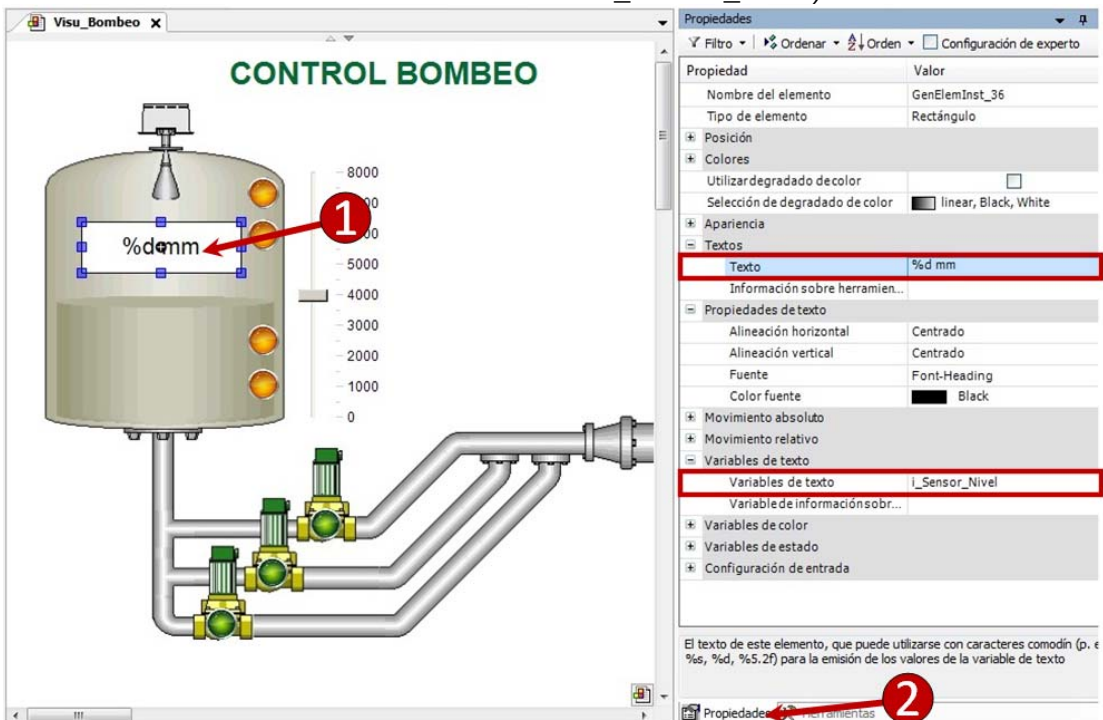 Visu_Bombeo
CONTROL BOMBEO
%d mm
1
8000
5000
4000
3000
2000
1000
0
Propiedades
Filtro Ordenar Orden Configuración de experto
Propiedad Valor
Nombre del elemento GenElemInst_36
Tipo de elemento Rectángulo
Posición
Colores
Utilizar degradado de color
Selección de degradado de color linear, Black, White
Apariencia
Textos
Texto %d mm
Información sobre herramien...
Propiedades de texto
Alineación horizontal Centrado
Alineación vertical Centrado
Fuente Font-Heading
Color fuente Black
Movimiento absoluto
Movimiento relativo
Variables de texto
Variables de texto i_Sensor_Nivel
Variable de información sobr...
Variables de color
Variables de estado
Configuración de entrada
El texto de este elemento, que puede utilizarse con caracteres comodín (p. e
%s, %d, %5.2f) para la emisión de los valores de la variable de texto
2
Propiedades Herramientas